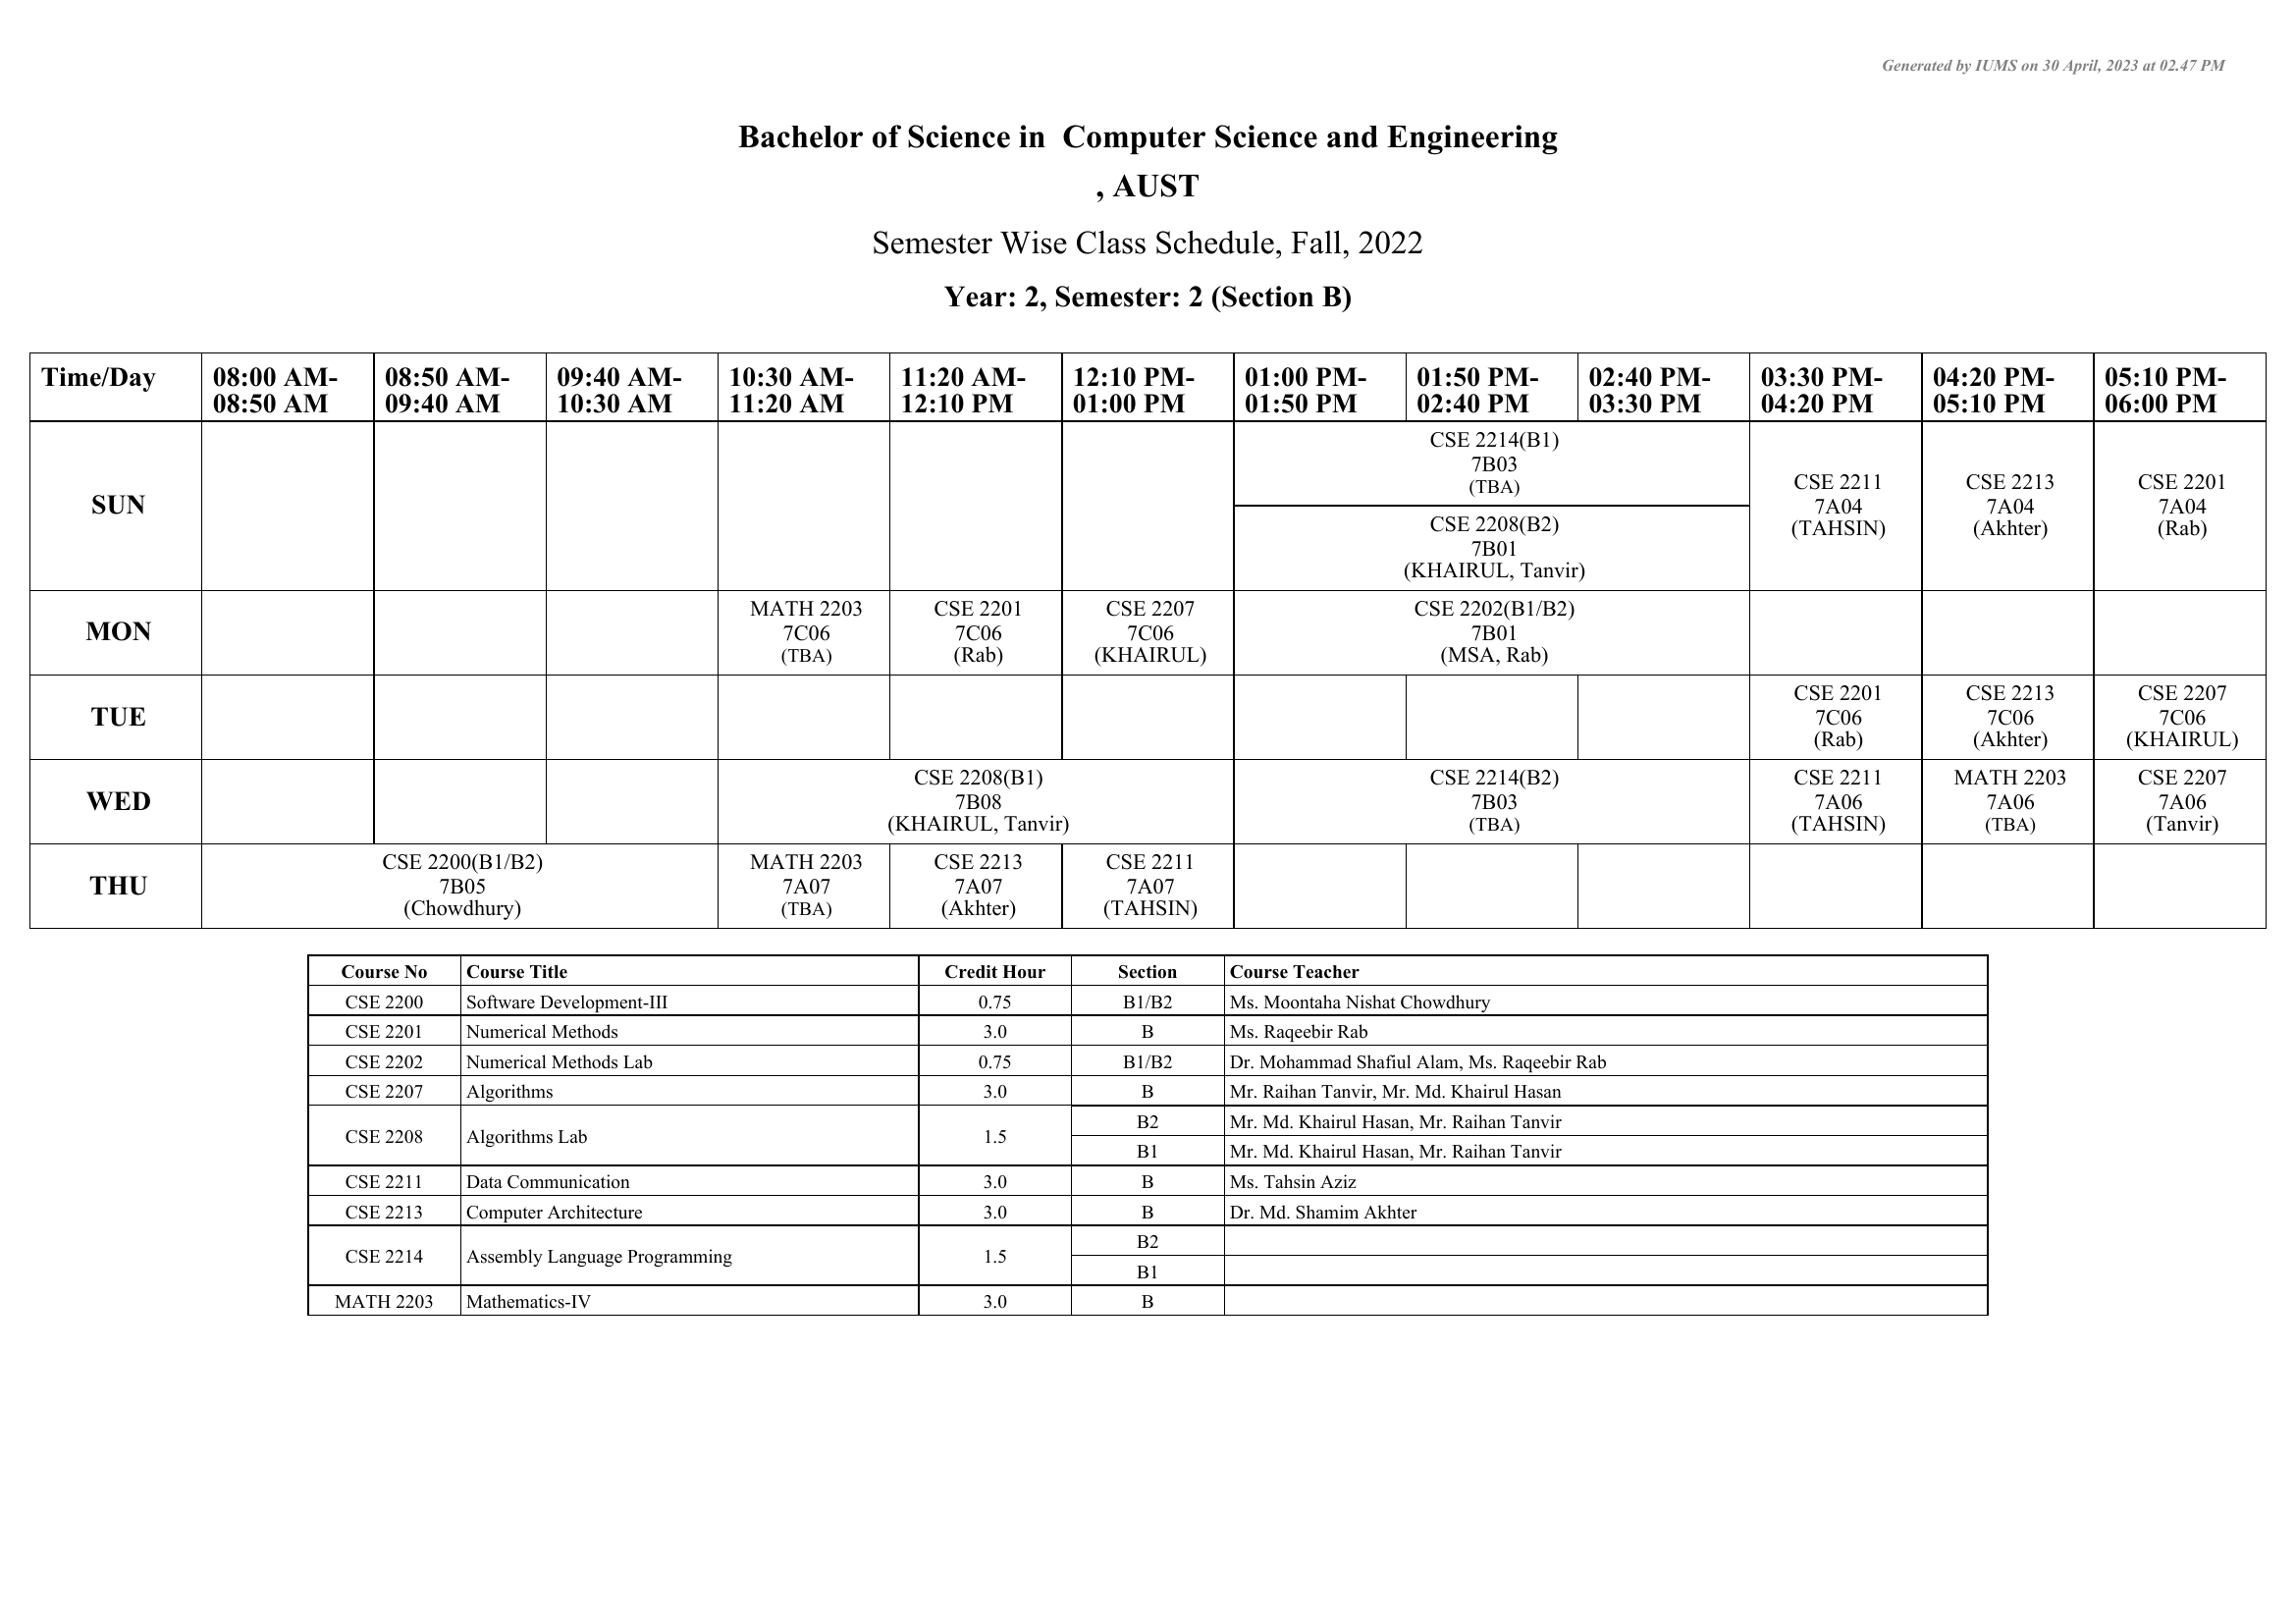 Generated by IUMS on 30 April, 2023 at 02.47 PM
Bachelor of Science in  Computer Science and Engineering
, AUST
Semester Wise Class Schedule, Fall, 2022
Year: 2, Semester: 2 (Section B)
Time/Day 08:00 AM-08:50 AM 08:50 AM-09:40 AM 09:40 AM-10:30 AM 10:30 AM-11:20 AM 11:20 AM-12:10 PM 12:10 PM-01:00 PM 01:00 PM-01:50 PM 01:50 PM-02:40 PM 02:40 PM-03:30 PM 03:30 PM-04:20 PM 04:20 PM-05:10 PM 05:10 PM-06:00 PM
SUN
CSE 2214(B1)
7B03
(TBA)
CSE 2208(B2)
7B01
(KHAIRUL, Tanvir)
CSE 2211
7A04
(TAHSIN)
CSE 2213
7A04
(Akhter)
CSE 2201
7A04
(Rab)
MON
MATH 2203
7C06
(TBA)
CSE 2201
7C06
(Rab)
CSE 2207
7C06
(KHAIRUL)
CSE 2202(B1/B2)
7B01
(MSA, Rab)
TUE
CSE 2201
7C06
(Rab)
CSE 2213
7C06
(Akhter)
CSE 2207
7C06
(KHAIRUL)
WED
CSE 2208(B1)
7B08
(KHAIRUL, Tanvir)
CSE 2214(B2)
7B03
(TBA)
CSE 2211
7A06
(TAHSIN)
MATH 2203
7A06
(TBA)
CSE 2207
7A06
(Tanvir)
THU
CSE 2200(B1/B2)
7B05
(Chowdhury)
MATH 2203
7A07
(TBA)
CSE 2213
7A07
(Akhter)
CSE 2211
7A07
(TAHSIN)
Course No Course Title Credit Hour Section Course Teacher
CSE 2200 Software Development-III 0.75 B1/B2 Ms. Moontaha Nishat Chowdhury
CSE 2201 Numerical Methods 3.0 B Ms. Raqeebir Rab
CSE 2202 Numerical Methods Lab 0.75 B1/B2 Dr. Mohammad Shafiul Alam, Ms. Raqeebir Rab
CSE 2207 Algorithms 3.0 B Mr. Raihan Tanvir, Mr. Md. Khairul Hasan
CSE 2208 Algorithms Lab 1.5 B2 Mr. Md. Khairul Hasan, Mr. Raihan Tanvir
B1 Mr. Md. Khairul Hasan, Mr. Raihan Tanvir
CSE 2211 Data Communication 3.0 B Ms. Tahsin Aziz
CSE 2213 Computer Architecture 3.0 B Dr. Md. Shamim Akhter
CSE 2214 Assembly Language Programming 1.5 B2
B1
MATH 2203 Mathematics-IV 3.0 B